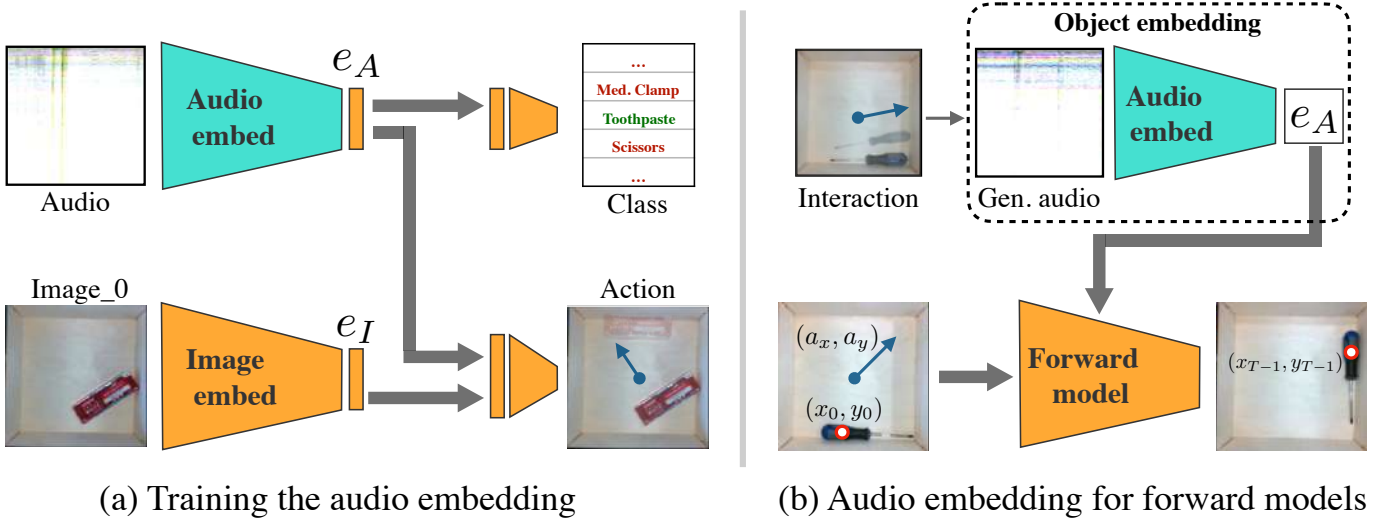 Audio
embed
e_A
...
Med. Clamp
Toothpaste
Scissors
...
Audio
Class
Image_0
Image
embed
e_I
Action
(a) Training the audio embedding
Object embedding
Audio
embed
e_A
Interaction
Gen. audio
(a_x, a_y)
(x_0, y_0)
Forward
model
(x_{T-1}, y_{T-1})
(b) Audio embedding for forward models